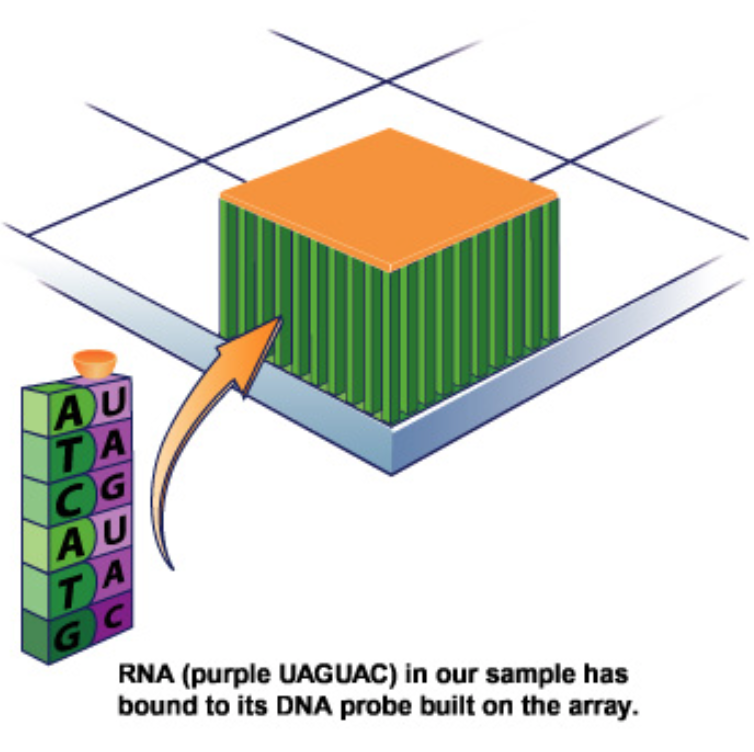 A U
T A
C G
A U
T A
G C
RNA (purple UAGUAC) in our sample has
bound to its DNA probe built on the array.